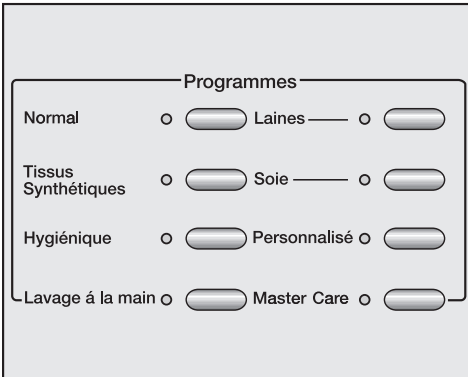 Programmes
Normal
Laines
Tissus
Synthétiques
Soie
Hygiénique
Personnalisé
Lavage á la main
Master Care